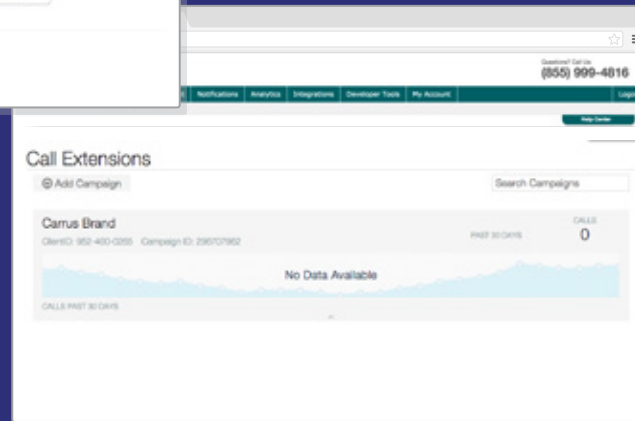 Questions? Call Us
(855) 999-4816
Notifications Analytics Integrations Developer Tools My Account
Help Center
Call Extensions
Add Campaign
Search Campaigns
Carrus Brand
CALLS
PAST 30 DAYS
0
No Data Available
CALLS PAST 30 DAYS